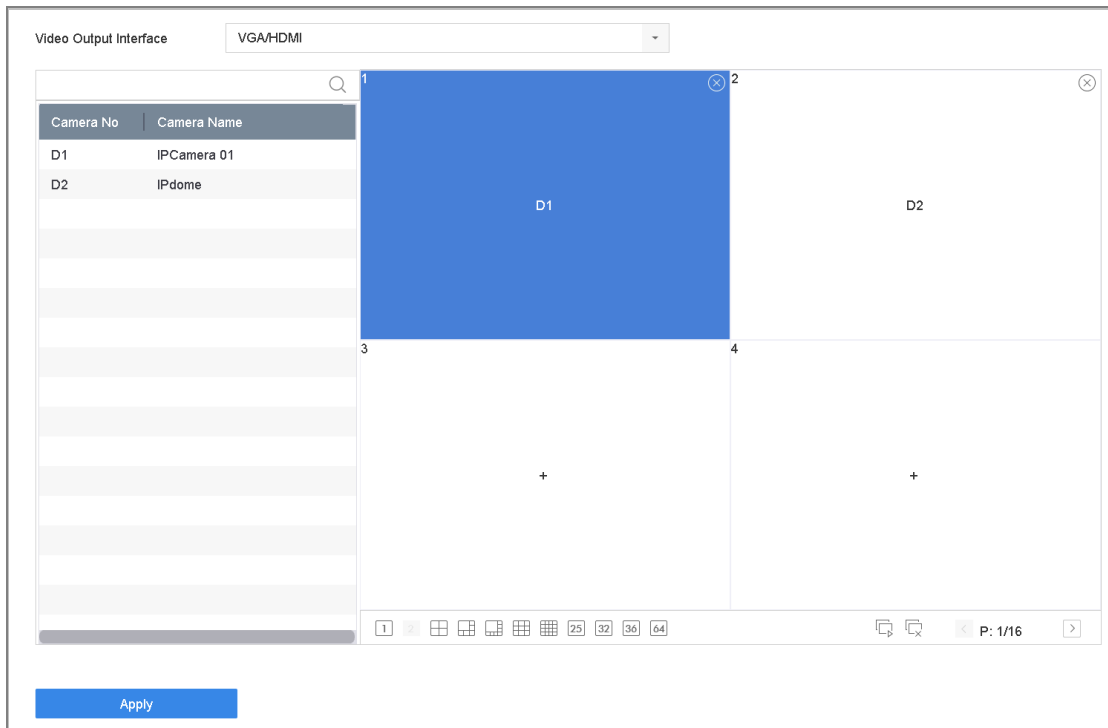 Video Output Interface VGA/HDMI
Camera No Camera Name
D1 IPCamera 01
D2 IPdome
1
D1
2
D2
3
+
4
+
1 2 25 32 36 64 P: 1/16 >
Apply